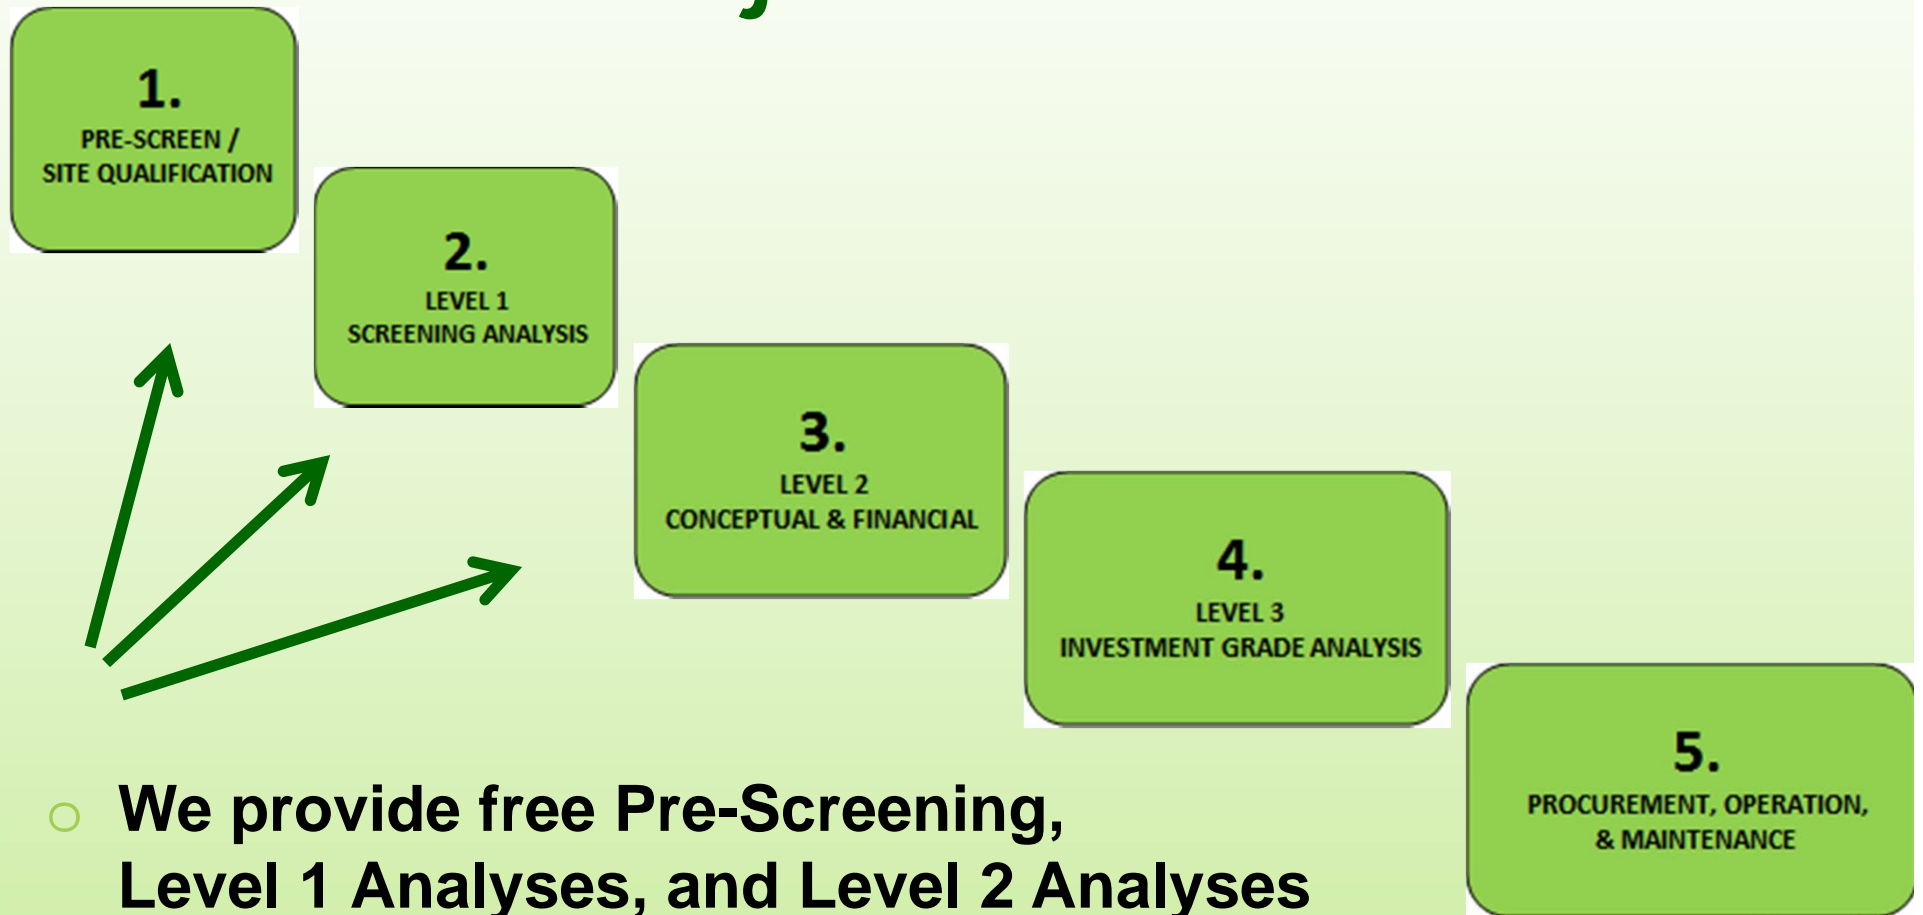 1.
PRE-SCREEN /
SITE QUALIFICATION
2.
LEVEL 1
SCREENING ANALYSIS
3.
LEVEL 2
CONCEPTUAL & FINANCIAL
4.
LEVEL 3
INVESTMENT GRADE ANALYSIS
5.
PROCUREMENT, OPERATION,
& MAINTENANCE
○ We provide free Pre-Screening,
Level 1 Analyses, and Level 2 Analyses